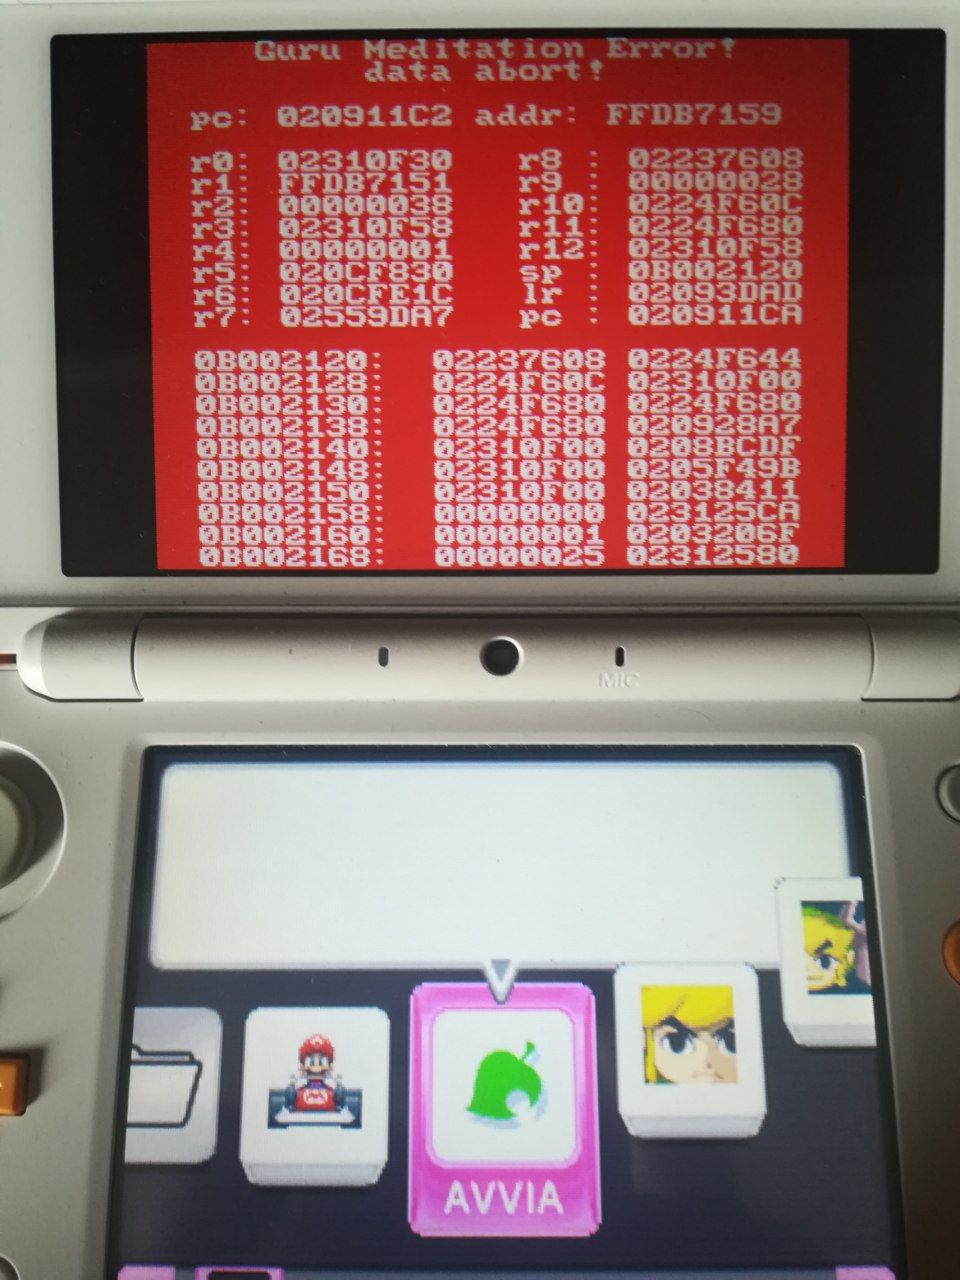 Guru Meditation Error!
data abort!
pc: 020911C2 addr: FFDB7159
r0: 02310F30 r8 : 02237608
r1: FFDB7151 r9 : 00000028
r2: 00000038 r10: 0224F60C
r3: 02310F58 r11: 0224F680
r4: 00000001 r12: 02310F58
r5: 020CF830 sp : 0B002120
r6: 020CFE1C lr : 02093DAD
r7: 02559DA7 pc : 020911CA
0B002120: 02237608 0224F644
0B002128: 0224F60C 02310F00
0B002130: 0224F680 0224F680
0B002138: 0224F680 020928A7
0B002140: 02310F00 0208BCDF
0B002148: 02310F00 0205F49B
0B002150: 02310F00 02038411
0B002158: 00000000 023125CA
0B002160: 00000001 0203206F
0B002168: 00000025 02312580
MIC
AVVIA